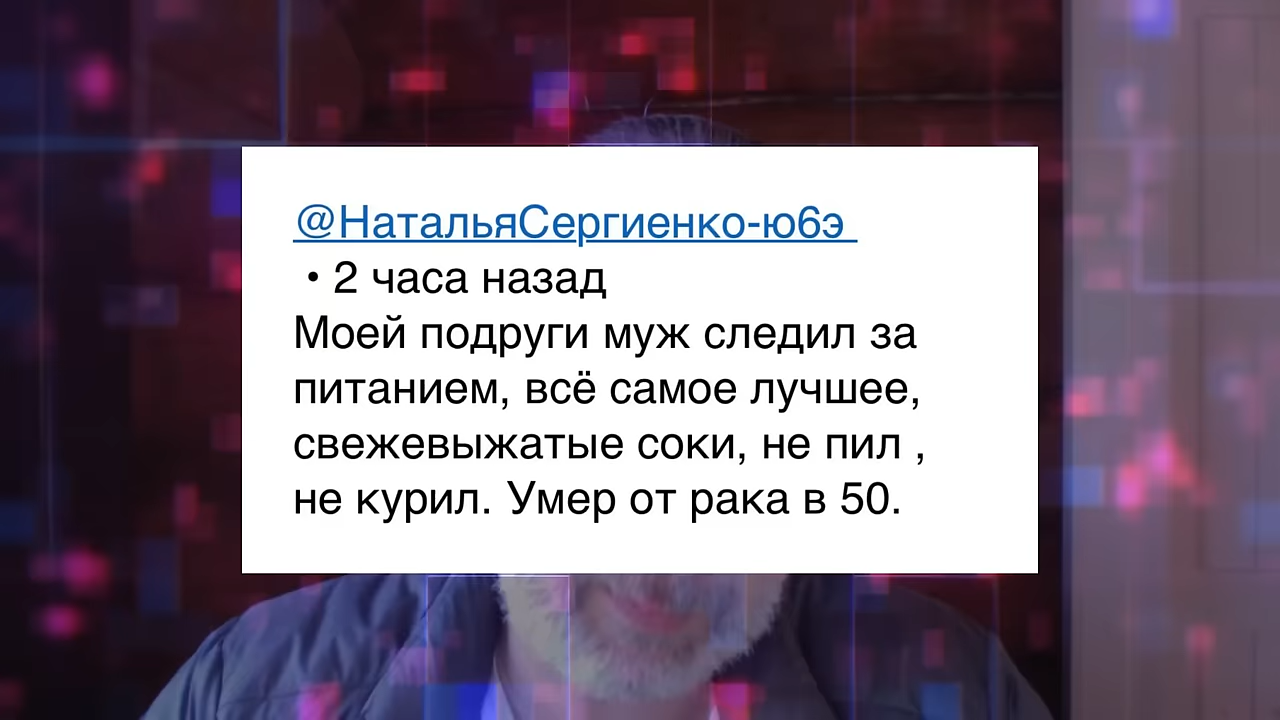 @НатальяСергиенко-ю6э
• 2 часа назад
Моей подруги муж следил за
питанием, всё самое лучшее,
свежевыжатые соки, не пил ,
не курил. Умер от рака в 50.